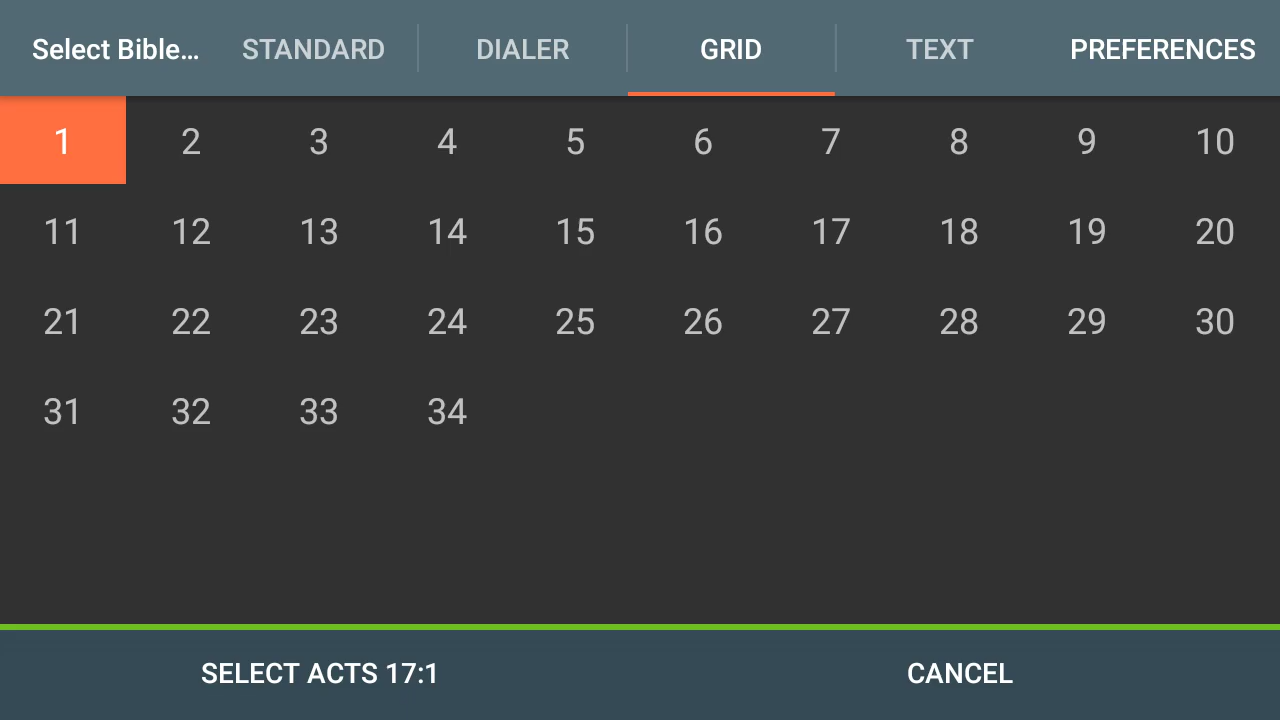 Select Bible… STANDARD DIALER GRID TEXT PREFERENCES
1 2 3 4 5 6 7 8 9 10
11 12 13 14 15 16 17 18 19 20
21 22 23 24 25 26 27 28 29 30
31 32 33 34
SELECT ACTS 17:1 CANCEL